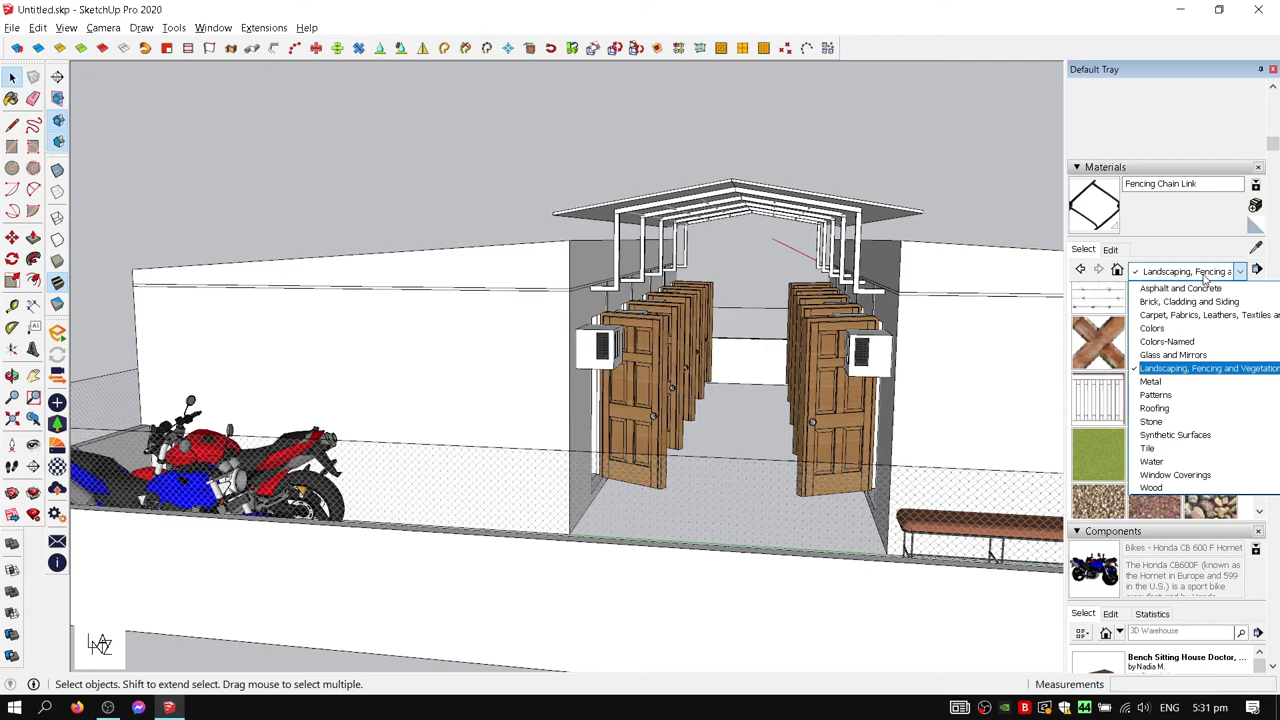 Untitled.skp - SketchUp Pro 2020
File Edit View Camera Draw Tools Window Extensions Help
Default Tray
Materials
Fencing Chain Link
Select Edit
Landscaping, Fencing a
Asphalt and Concrete
Brick, Cladding and Siding
Carpet, Fabrics, Leathers, Textiles an
Colors
Colors-Named
Glass and Mirrors
Landscaping, Fencing and Vegetation
Metal
Patterns
Roofing
Stone
Synthetic Surfaces
Tile
Water
Window Coverings
Wood
Components
Bikes - Honda CB 600 F Hornet
The Honda CB600F (known as
the Hornet in Europe and 599
in the U.S.) is a sport bike
Select Edit Statistics
3D Warehouse
Bench Sitting House Doctor, ...
by Nadia M.
Select objects. Shift to extend select. Drag mouse to select multiple.
Measurements
44
ENG
5:31 pm